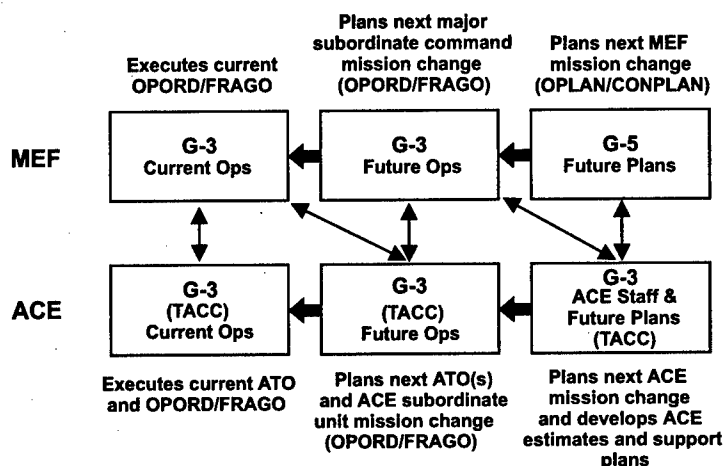 Executes current
OPORD/FRAGO
Plans next major
subordinate command
mission change
(OPORD/FRAGO)
Plans next MEF
mission change
(OPLAN/CONPLAN)
MEF
G-3
Current Ops
G-3
Future Ops
G-5
Future Plans
ACE
G-3
(TACC)
Current Ops
G-3
(TACC)
Future Ops
G-3
ACE Staff &
Future Plans
(TACC)
Executes current ATO
and OPORD/FRAGO
Plans next ATO(s)
and ACE subordinate
unit mission change
(OPORD/FRAGO)
Plans next ACE
mission change
and develops ACE
estimates and support
plans